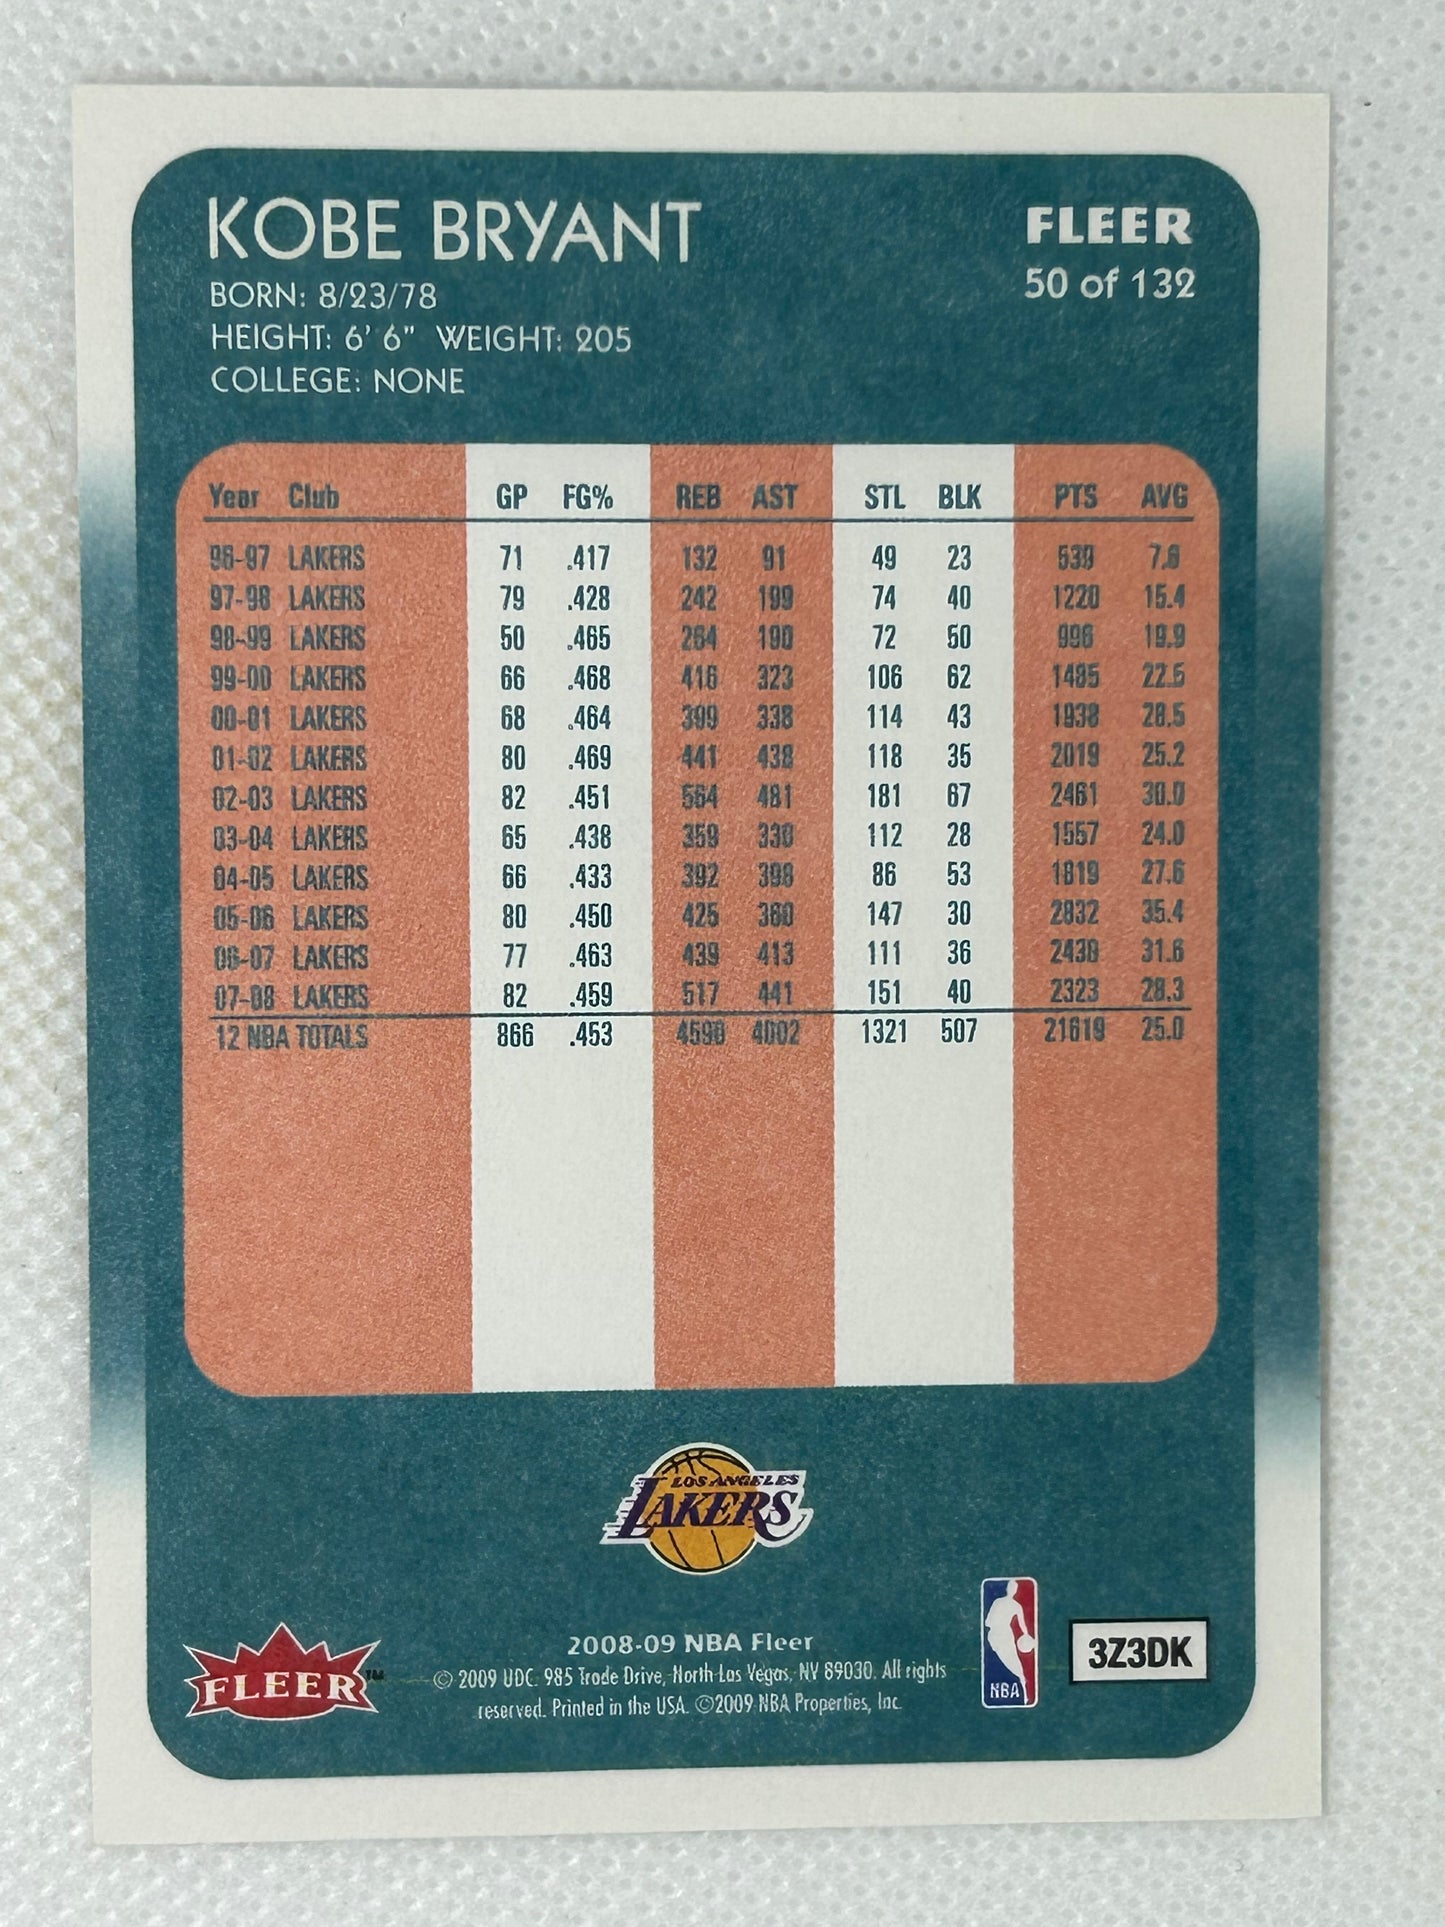 KOBE BRYANT
BORN: 8/23/78
HEIGHT: 6' 6" WEIGHT: 205
COLLEGE: NONE
FLEER
50 of 132
Year Club GP FG% REB AST STL BLK PTS AVG
96-97 LAKERS 71 .417 132 91 49 23 539 7.6
97-98 LAKERS 79 .428 242 199 74 40 1220 15.4
98-99 LAKERS 50 .465 264 190 72 50 996 19.9
99-00 LAKERS 66 .468 416 323 106 62 1485 22.5
00-01 LAKERS 68 .464 399 338 114 43 1938 28.5
01-02 LAKERS 80 .469 441 438 118 35 2019 25.2
02-03 LAKERS 82 .451 564 481 181 67 2461 30.0
03-04 LAKERS 65 .438 359 330 112 28 1557 24.0
04-05 LAKERS 66 .433 392 398 86 53 1819 27.6
05-06 LAKERS 80 .450 425 360 147 30 2832 35.4
06-07 LAKERS 77 .463 439 413 111 36 2430 31.6
07-08 LAKERS 82 .459 517 441 151 40 2323 28.3
12 NBA TOTALS 866 .453 4590 4002 1321 507 21619 25.0
LOS ANGELES
LAKERS
FLEER™
2008-09 NBA Fleer
© 2009 UDC. 985 Trade Drive, North Las Vegas, NV 89030. All rights
reserved. Printed in the USA. ©2009 NBA Properties, Inc.
NBA
3Z3DK